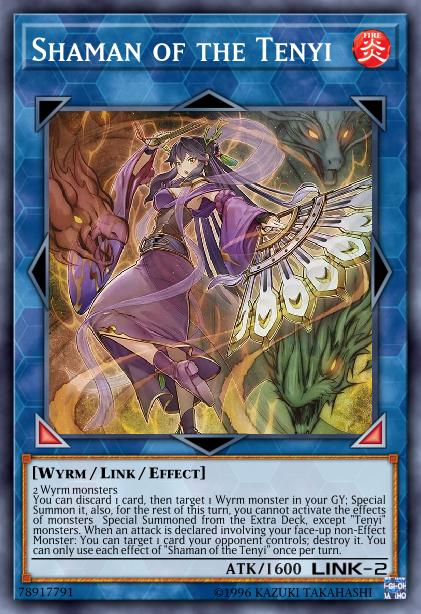 SHAMAN OF THE TENYI
FIRE
炎
[WYRM / LINK / EFFECT]
2 Wyrm monsters
You can discard 1 card, then target 1 Wyrm monster in your GY; Special
Summon it, also, for the rest of this turn, you cannot activate the effects
of monsters Special Summoned from the Extra Deck, except "Tenyi"
monsters. When an attack is declared involving your face-up non-Effect
Monster: You can target 1 card your opponent controls; destroy it. You
can only use each effect of "Shaman of the Tenyi" once per turn.
ATK/1600 LINK-2
78917791
©1996 KAZUKI TAKAHASHI